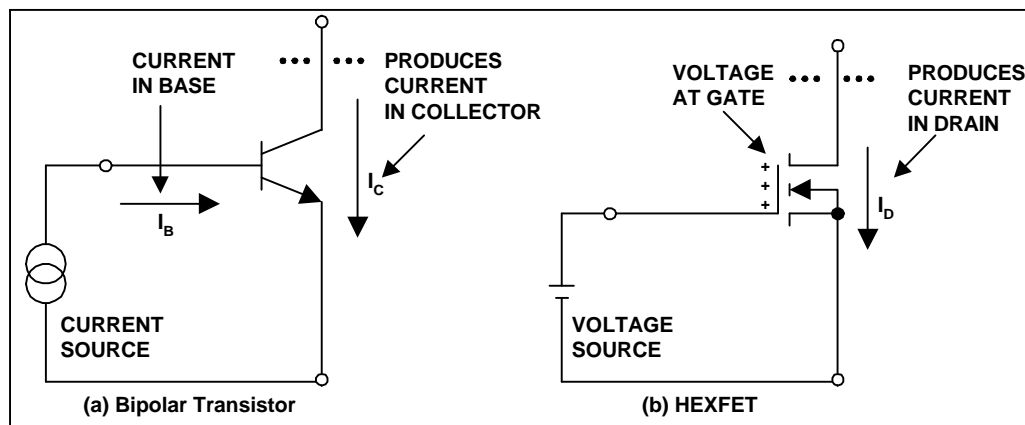 CURRENT
IN BASE
••• •••
PRODUCES
CURRENT
IN COLLECTOR
I_B
I_C
CURRENT
SOURCE
(a) Bipolar Transistor
VOLTAGE
AT GATE
••• •••
PRODUCES
CURRENT
IN DRAIN
+
+
+
I_D
VOLTAGE
SOURCE
(b) HEXFET